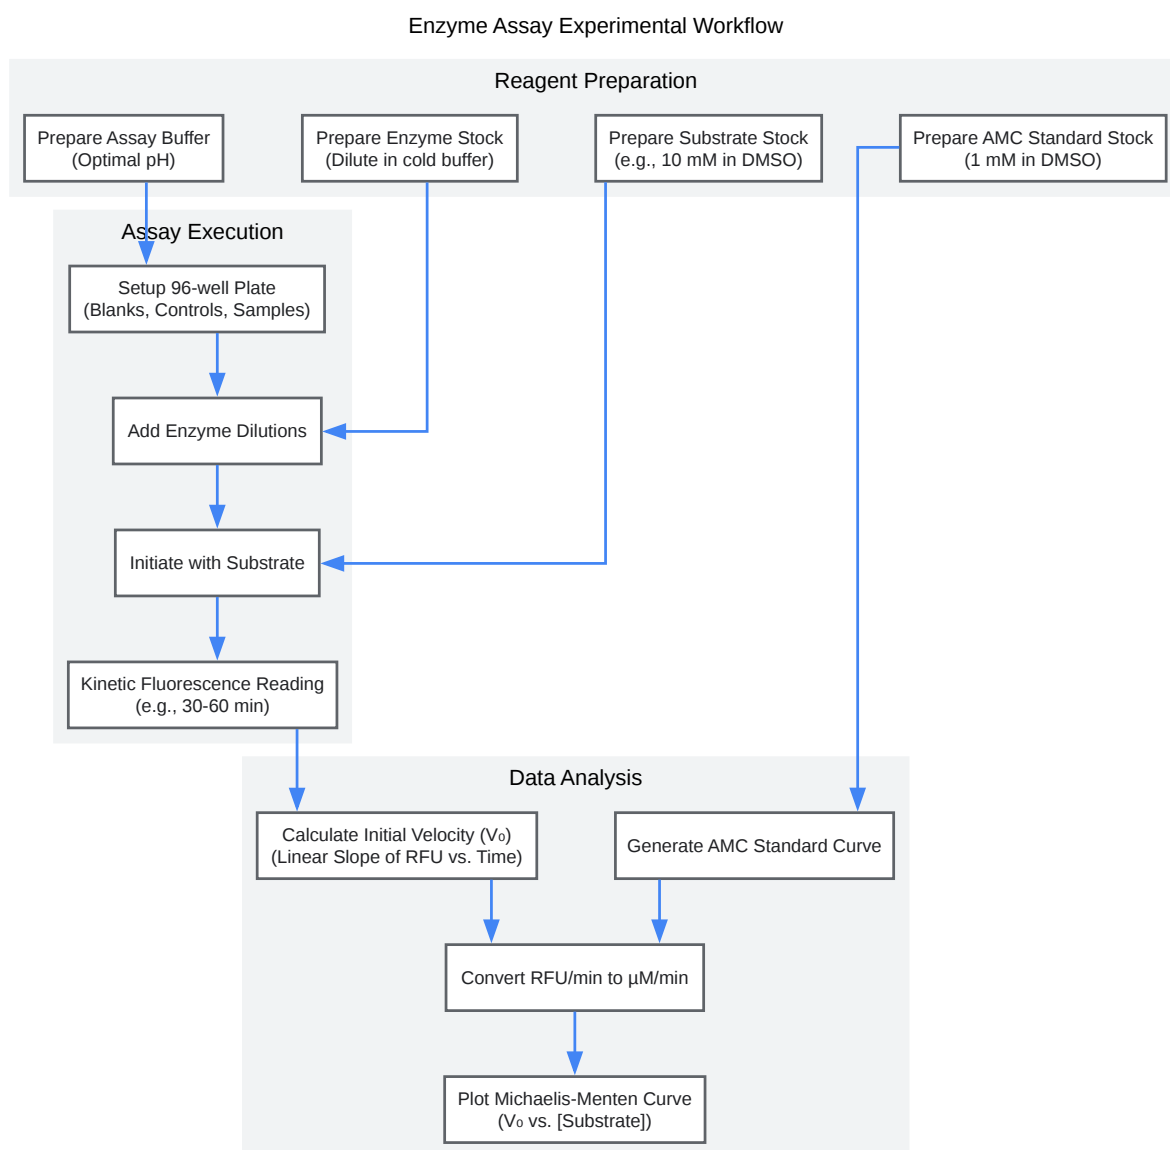 Enzyme Assay Experimental Workflow
Reagent Preparation
Prepare Assay Buffer
(Optimal pH)
Prepare Enzyme Stock
(Dilute in cold buffer)
Prepare Substrate Stock
(e.g., 10 mM in DMSO)
Prepare AMC Standard Stock
(1 mM in DMSO)
Assay Execution
Setup 96-well Plate
(Blanks, Controls, Samples)
Add Enzyme Dilutions
Initiate with Substrate
Kinetic Fluorescence Reading
(e.g., 30-60 min)
Data Analysis
Calculate Initial Velocity (V₀)
(Linear Slope of RFU vs. Time)
Generate AMC Standard Curve
Convert RFU/min to µM/min
Plot Michaelis-Menten Curve
(V₀ vs. [Substrate])